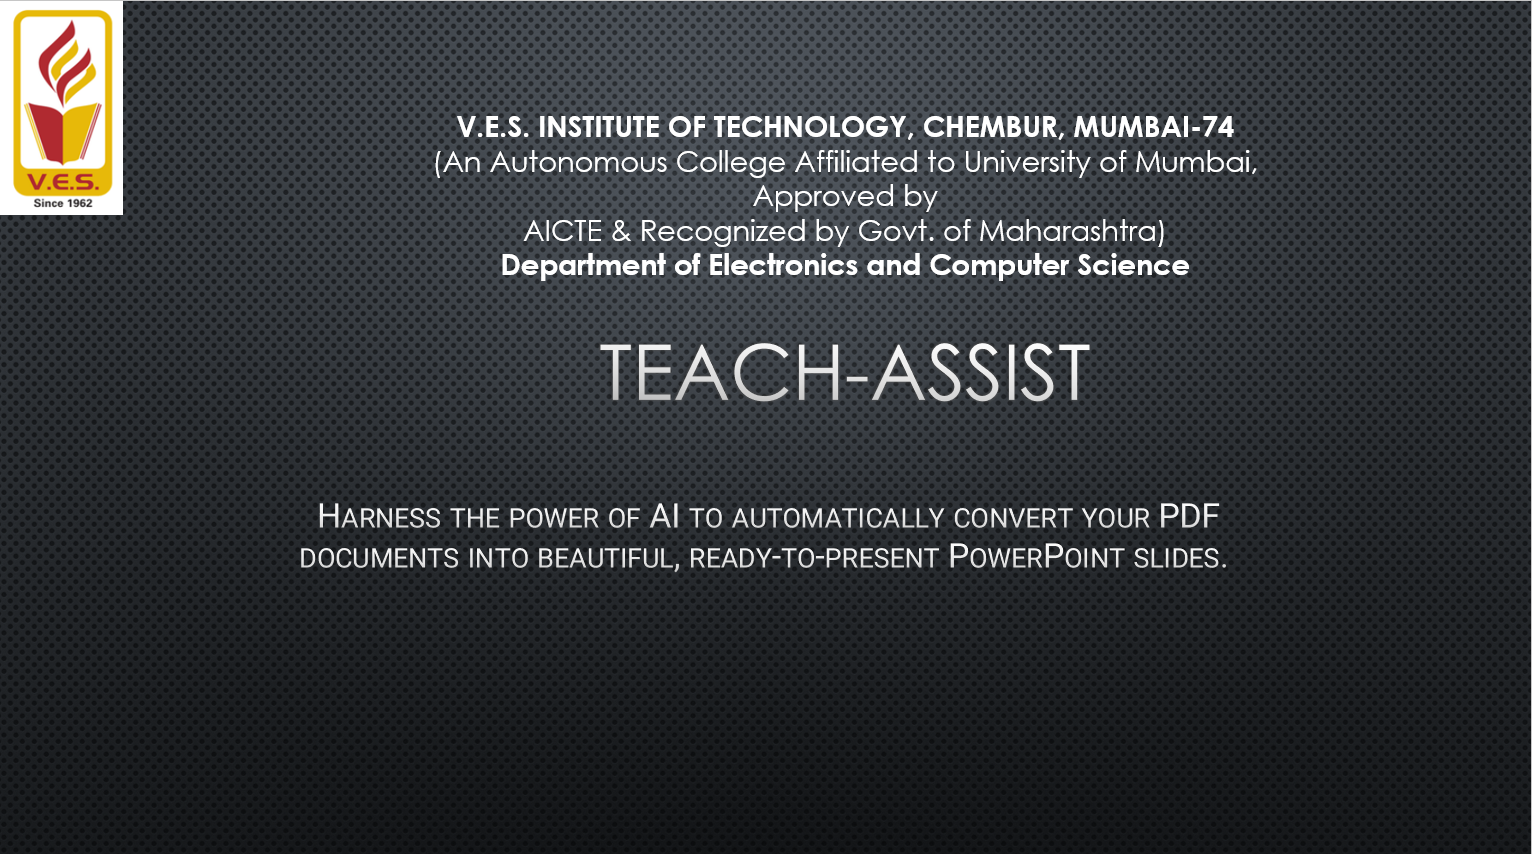 V.E.S.
Since 1962
V.E.S. INSTITUTE OF TECHNOLOGY, CHEMBUR, MUMBAI-74
(An Autonomous College Affiliated to University of Mumbai,
Approved by
AICTE & Recognized by Govt. of Maharashtra)
Department of Electronics and Computer Science
TEACH-ASSIST
HARNESS THE POWER OF AI TO AUTOMATICALLY CONVERT YOUR PDF
DOCUMENTS INTO BEAUTIFUL, READY-TO-PRESENT POWERPOINT SLIDES.